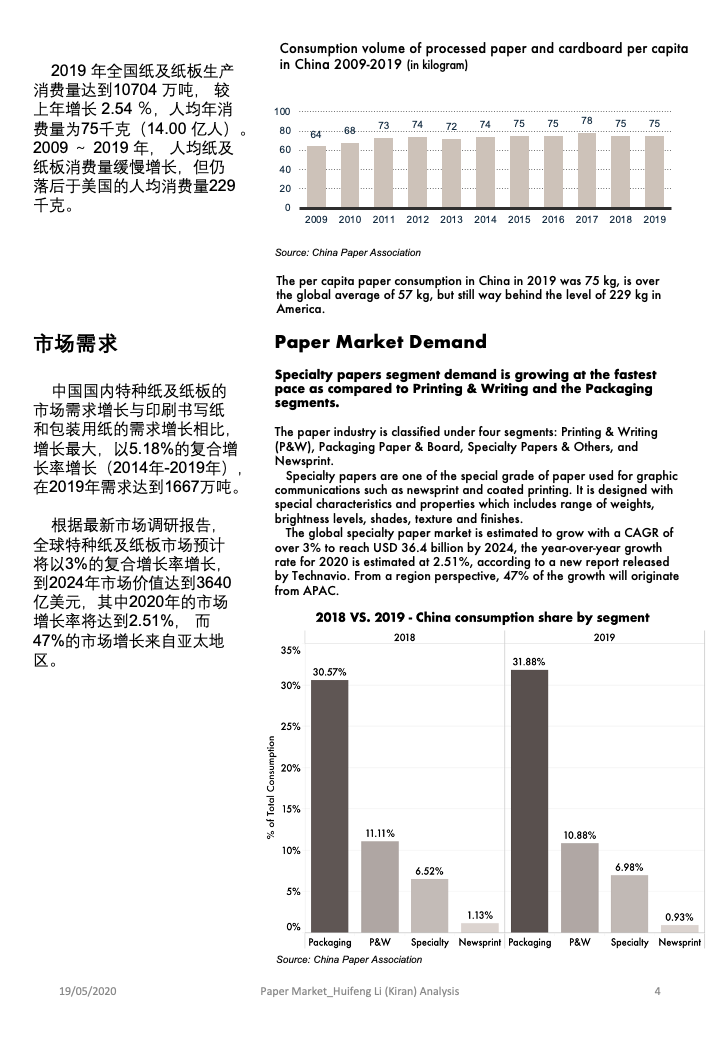 2019 年全国纸及纸板生产
消费量达到10704 万吨， 较
上年增长 2.54 %，人均年消
费量为75千克（14.00 亿人）。
2009 ~ 2019 年， 人均纸及
纸板消费量缓慢增长，但仍
落后于美国的人均消费量229
千克。
Consumption volume of processed paper and cardboard per capita
in China 2009-2019 (in kilogram)
100
80
60
40
20
0
64 68 73 74 72 74 75 75 78 75 75
2009 2010 2011 2012 2013 2014 2015 2016 2017 2018 2019
Source: China Paper Association
The per capita paper consumption in China in 2019 was 75 kg, is over
the global average of 57 kg, but still way behind the level of 229 kg in
America.
市场需求
中国国内特种纸及纸板的
市场需求增长与印刷书写纸
和包装用纸的需求增长相比，
增长最大，以5.18%的复合增
长率增长（2014年-2019年），
在2019年需求达到1667万吨。
根据最新市场调研报告，
全球特种纸及纸板市场预计
将以3%的复合增长率增长，
到2024年市场价值达到3640
亿美元，其中2020年的市场
增长率将达到2.51%， 而
47%的市场增长来自亚太地
区。
Paper Market Demand
Specialty papers segment demand is growing at the fastest
pace as compared to Printing & Writing and the Packaging
segments.
The paper industry is classified under four segments: Printing & Writing
(P&W), Packaging Paper & Board, Specialty Papers & Others, and
Newsprint.
Specialty papers are one of the special grade of paper used for graphic
communications such as newsprint and coated printing. It is designed with
special characteristics and properties which includes range of weights,
brightness levels, shades, texture and finishes.
The global specialty paper market is estimated to grow with a CAGR of
over 3% to reach USD 36.4 billion by 2024, the year-over-year growth
rate for 2020 is estimated at 2.51%, according to a new report released
by Technavio. From a region perspective, 47% of the growth will originate
from APAC.
2018 VS. 2019 - China consumption share by segment
2018 2019
% of Total Consumption
35%
30%
25%
20%
15%
10%
5%
0%
30.57% 11.11% 6.52% 1.13% 31.88% 10.88% 6.98% 0.93%
Packaging P&W Specialty Newsprint Packaging P&W Specialty Newsprint
Source: China Paper Association
19/05/2020 Paper Market_Huifeng Li (Kiran) Analysis 4